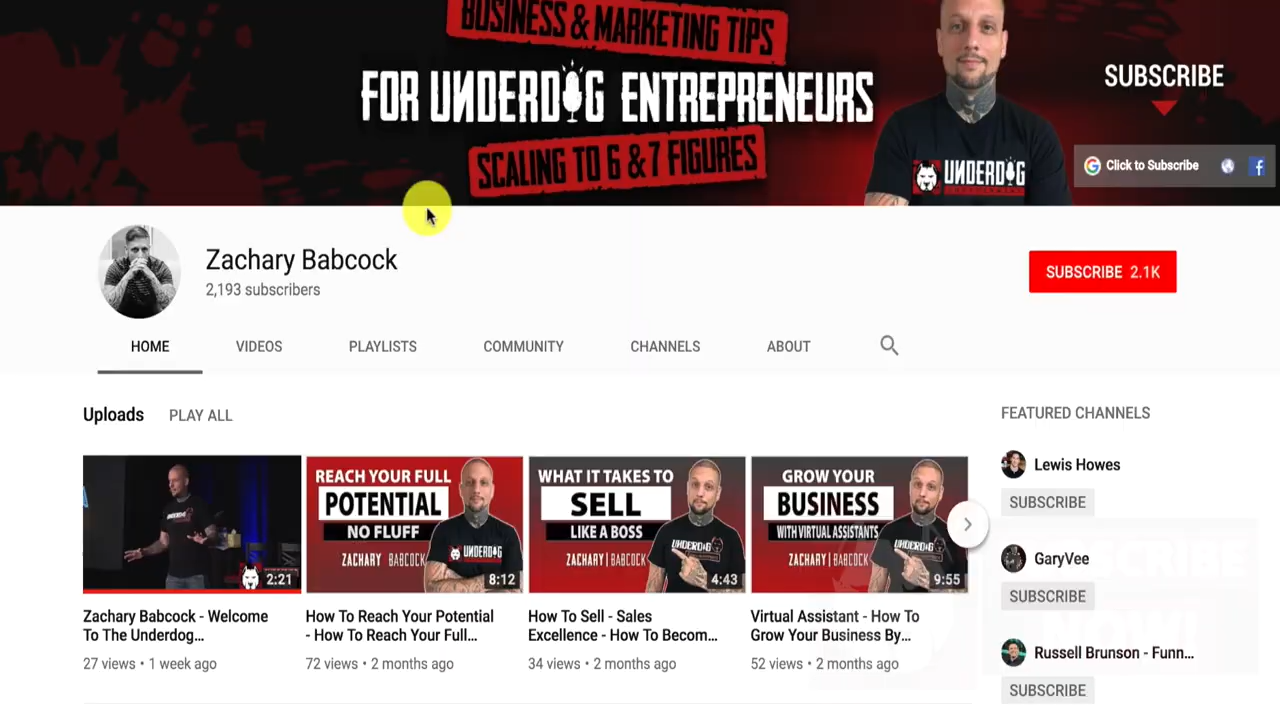 BUSINESS & MARKETING TIPS
FOR UNDERDOG ENTREPRENEURS
SCALING TO 6 & 7 FIGURES
SUBSCRIBE
UNDERDOG
Click to Subscribe
Zachary Babcock
2,193 subscribers
SUBSCRIBE 2.1K
HOME
VIDEOS
PLAYLISTS
COMMUNITY
CHANNELS
ABOUT
Uploads
PLAY ALL
2:21
Zachary Babcock - Welcome
To The Underdog...
27 views • 1 week ago
REACH YOUR FULL
POTENTIAL
NO FLUFF
ZACHARY BABCOCK
UNDERDOG
8:12
How To Reach Your Potential
- How To Reach Your Full...
72 views • 2 months ago
WHAT IT TAKES TO
SELL
LIKE A BOSS
ZACHARY | BABCOCK
UNDERDOG
4:43
How To Sell - Sales
Excellence - How To Becom...
34 views • 2 months ago
GROW YOUR
BUSINESS
WITH VIRTUAL ASSISTANTS
ZACHARY | BABCOCK
UNDERDOG
9:55
Virtual Assistant - How To
Grow Your Business By...
52 views • 2 months ago
FEATURED CHANNELS
Lewis Howes
SUBSCRIBE
GaryVee
SUBSCRIBE
Russell Brunson - Funn...
SUBSCRIBE
NOW!